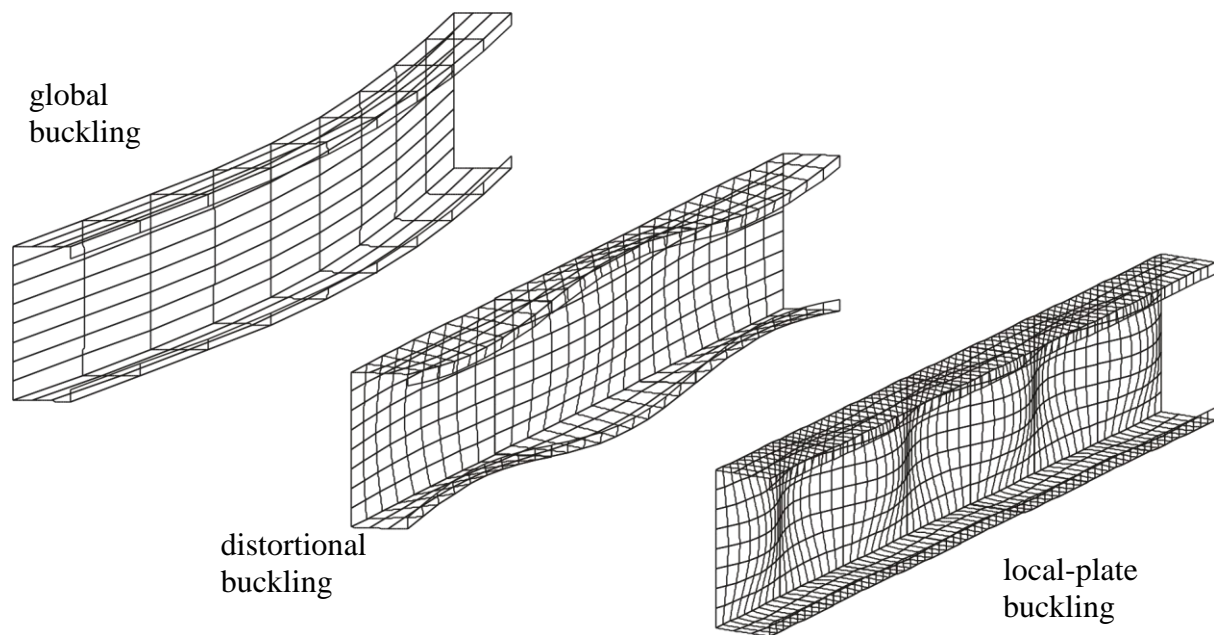 global
buckling
distortional
buckling
local-plate
buckling